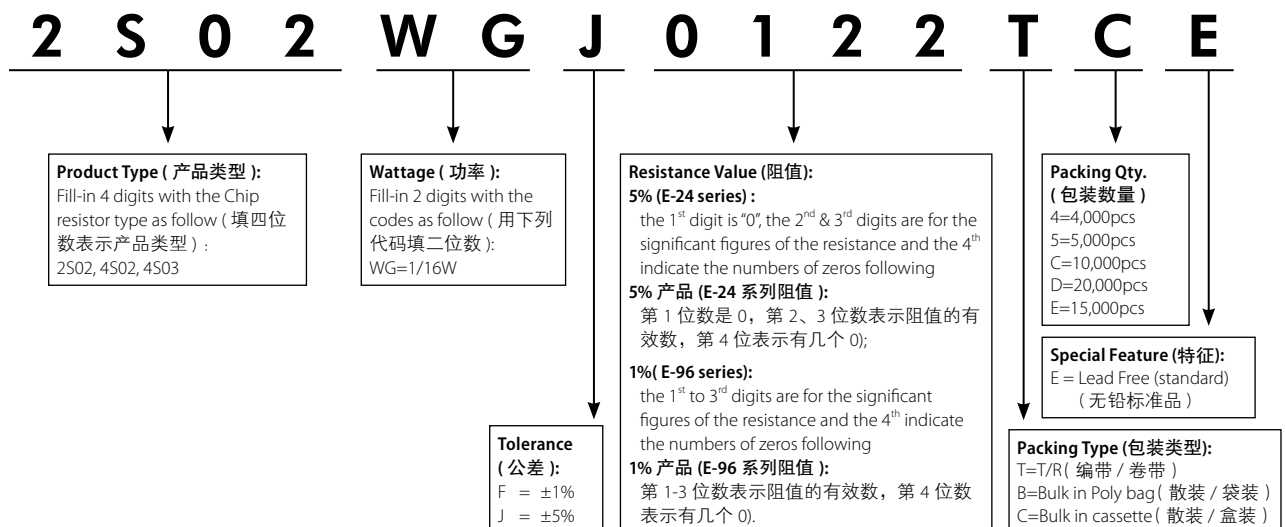 2 S 0 2 W G J 0 1 2 2 T C E
Product Type ( 产品类型 ):
Fill-in 4 digits with the Chip
resistor type as follow ( 填四位
数表示产品类型 ) :
2S02, 4S02, 4S03
Wattage ( 功率 ):
Fill-in 2 digits with the
codes as follow ( 用下列
代码填二位数 ):
WG=1/16W
Tolerance
( 公差 ):
F = ±1%
J = ±5%
Resistance Value (阻值):
5% (E-24 series) :
the 1st digit is "0", the 2nd & 3rd digits are for the
significant figures of the resistance and the 4th
indicate the numbers of zeros following
5% 产品 (E-24 系列阻值 ):
第 1 位数是 0，第 2、3 位数表示阻值的有
效数，第 4 位表示有几个 0);
1%( E-96 series):
the 1st to 3rd digits are for the significant
figures of the resistance and the 4th indicate
the numbers of zeros following
1% 产品 (E-96 系列阻值 ):
第 1-3 位数表示阻值的有效数，第 4 位数
表示有几个 0).
Packing Qty.
( 包装数量 )
4=4,000pcs
5=5,000pcs
C=10,000pcs
D=20,000pcs
E=15,000pcs
Special Feature (特征):
E = Lead Free (standard)
( 无铅标准品 )
Packing Type (包装类型):
T=T/R( 编带 / 卷带 )
B=Bulk in Poly bag( 散装 / 袋装 )
C=Bulk in cassette( 散装 / 盒装 )